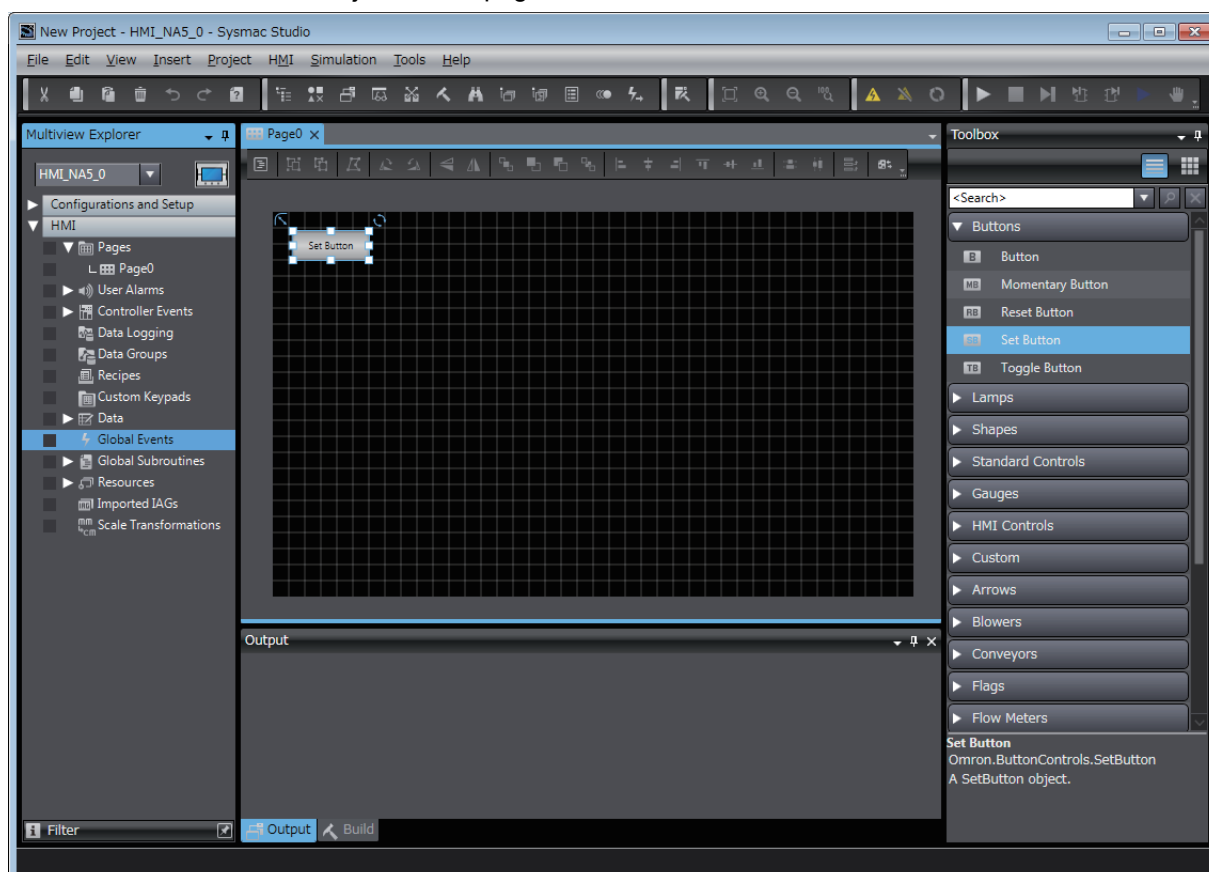 New Project - HMI_NA5_0 - Sysmac Studio
File Edit View Insert Project HMI Simulation Tools Help
Multiview Explorer
HMI_NA5_0
Configurations and Setup
HMI
Pages
Page0
User Alarms
Controller Events
Data Logging
Data Groups
Recipes
Custom Keypads
Data
Global Events
Global Subroutines
Resources
Imported IAGs
Scale Transformations
Filter
Page0
Set Button
Output
Output Build
Toolbox
<Search>
Buttons
B Button
MB Momentary Button
RB Reset Button
SB Set Button
TB Toggle Button
Lamps
Shapes
Standard Controls
Gauges
HMI Controls
Custom
Arrows
Blowers
Conveyors
Flags
Flow Meters
Set Button
Omron.ButtonControls.SetButton
A SetButton object.